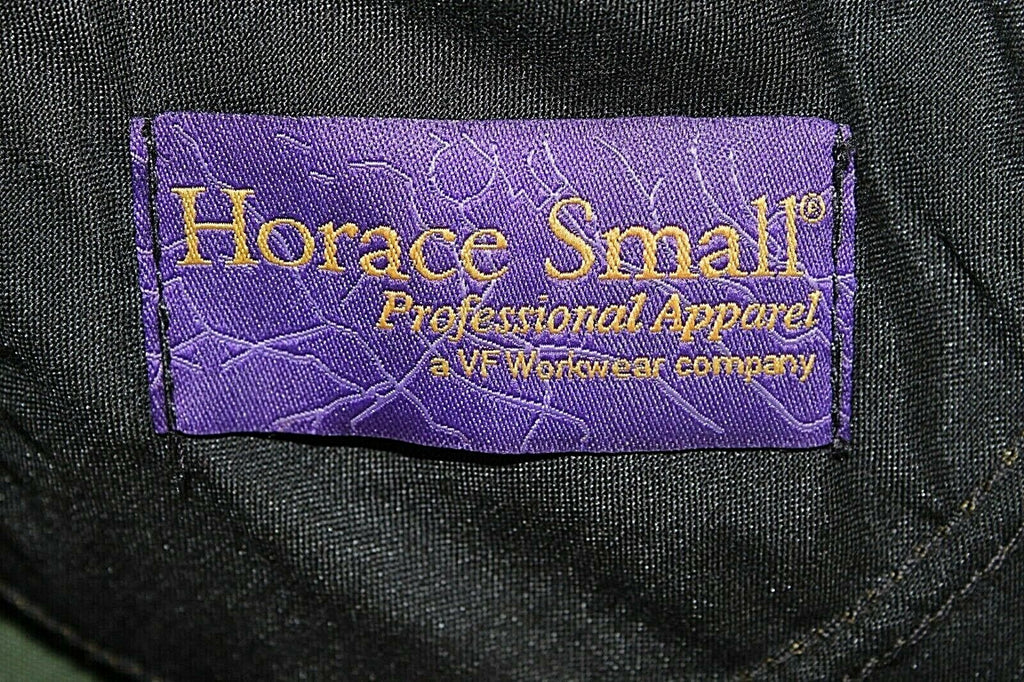 Horace Small®
Professional Apparel
a VF Workwear company